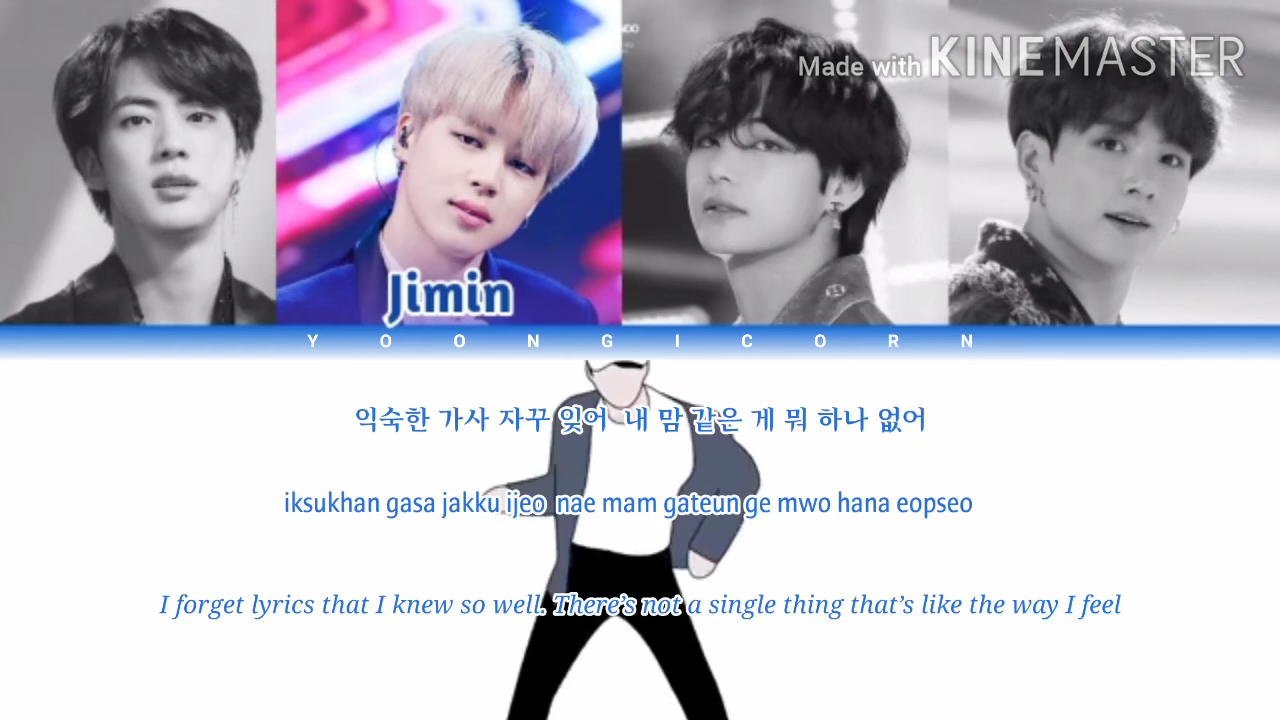 Made with KINEMASTER
Jimin
YOONGICORN
익숙한 가사 자꾸 잊어 내 맘 같은 게 뭐 하나 없어
iksukhan gasa jakku ijeo nae mam gateun ge mwo hana eopseo
I forget lyrics that I knew so well. There's not a single thing that's like the way I feel